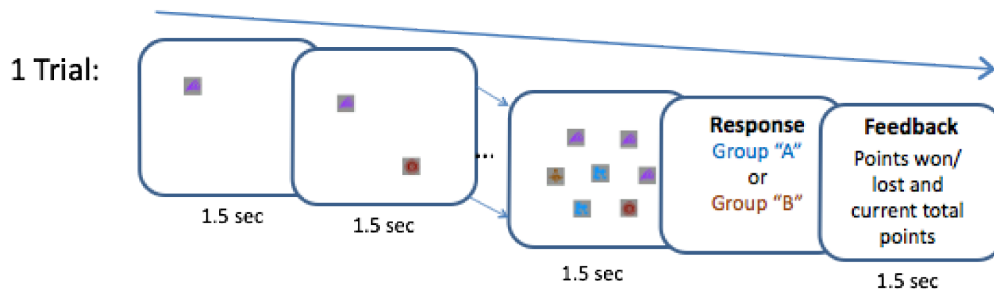 1 Trial:
1.5 sec
1.5 sec
...
1.5 sec
Response
Group "A"
or
Group "B"
Feedback
Points won/
lost and
current total
points
1.5 sec